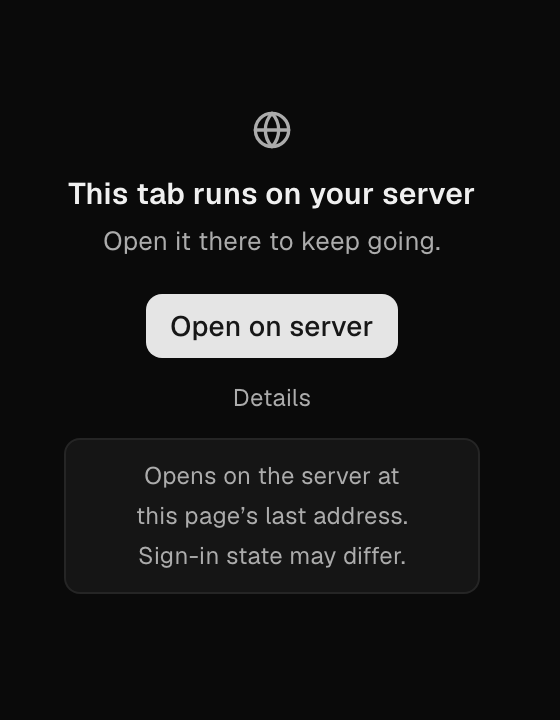 This tab runs on your server
Open it there to keep going.
Open on server
Details
Opens on the server at
this page’s last address.
Sign-in state may differ.